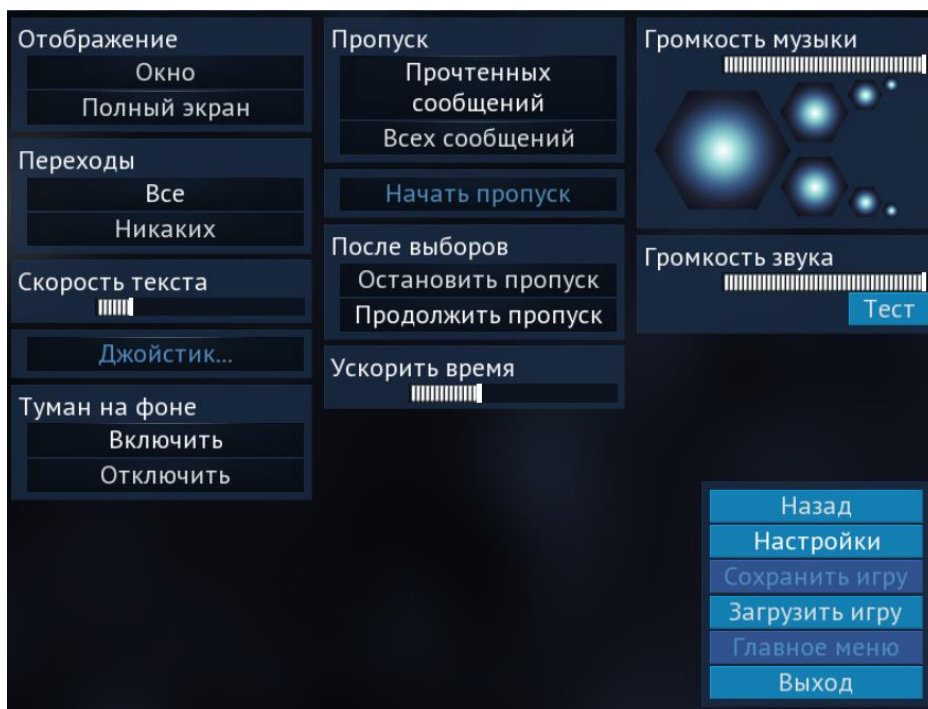 Отображение
Окно
Полный экран
Переходы
Все
Никаких
Скорость текста
Джойстик...
Туман на фоне
Включить
Отключить
Пропуск
Прочтенных
сообщений
Всех сообщений
Начать пропуск
После выборов
Остановить пропуск
Продолжить пропуск
Ускорить время
Громкость музыки
Громкость звука
Тест
Назад
Настройки
Сохранить игру
Загрузить игру
Главное меню
Выход